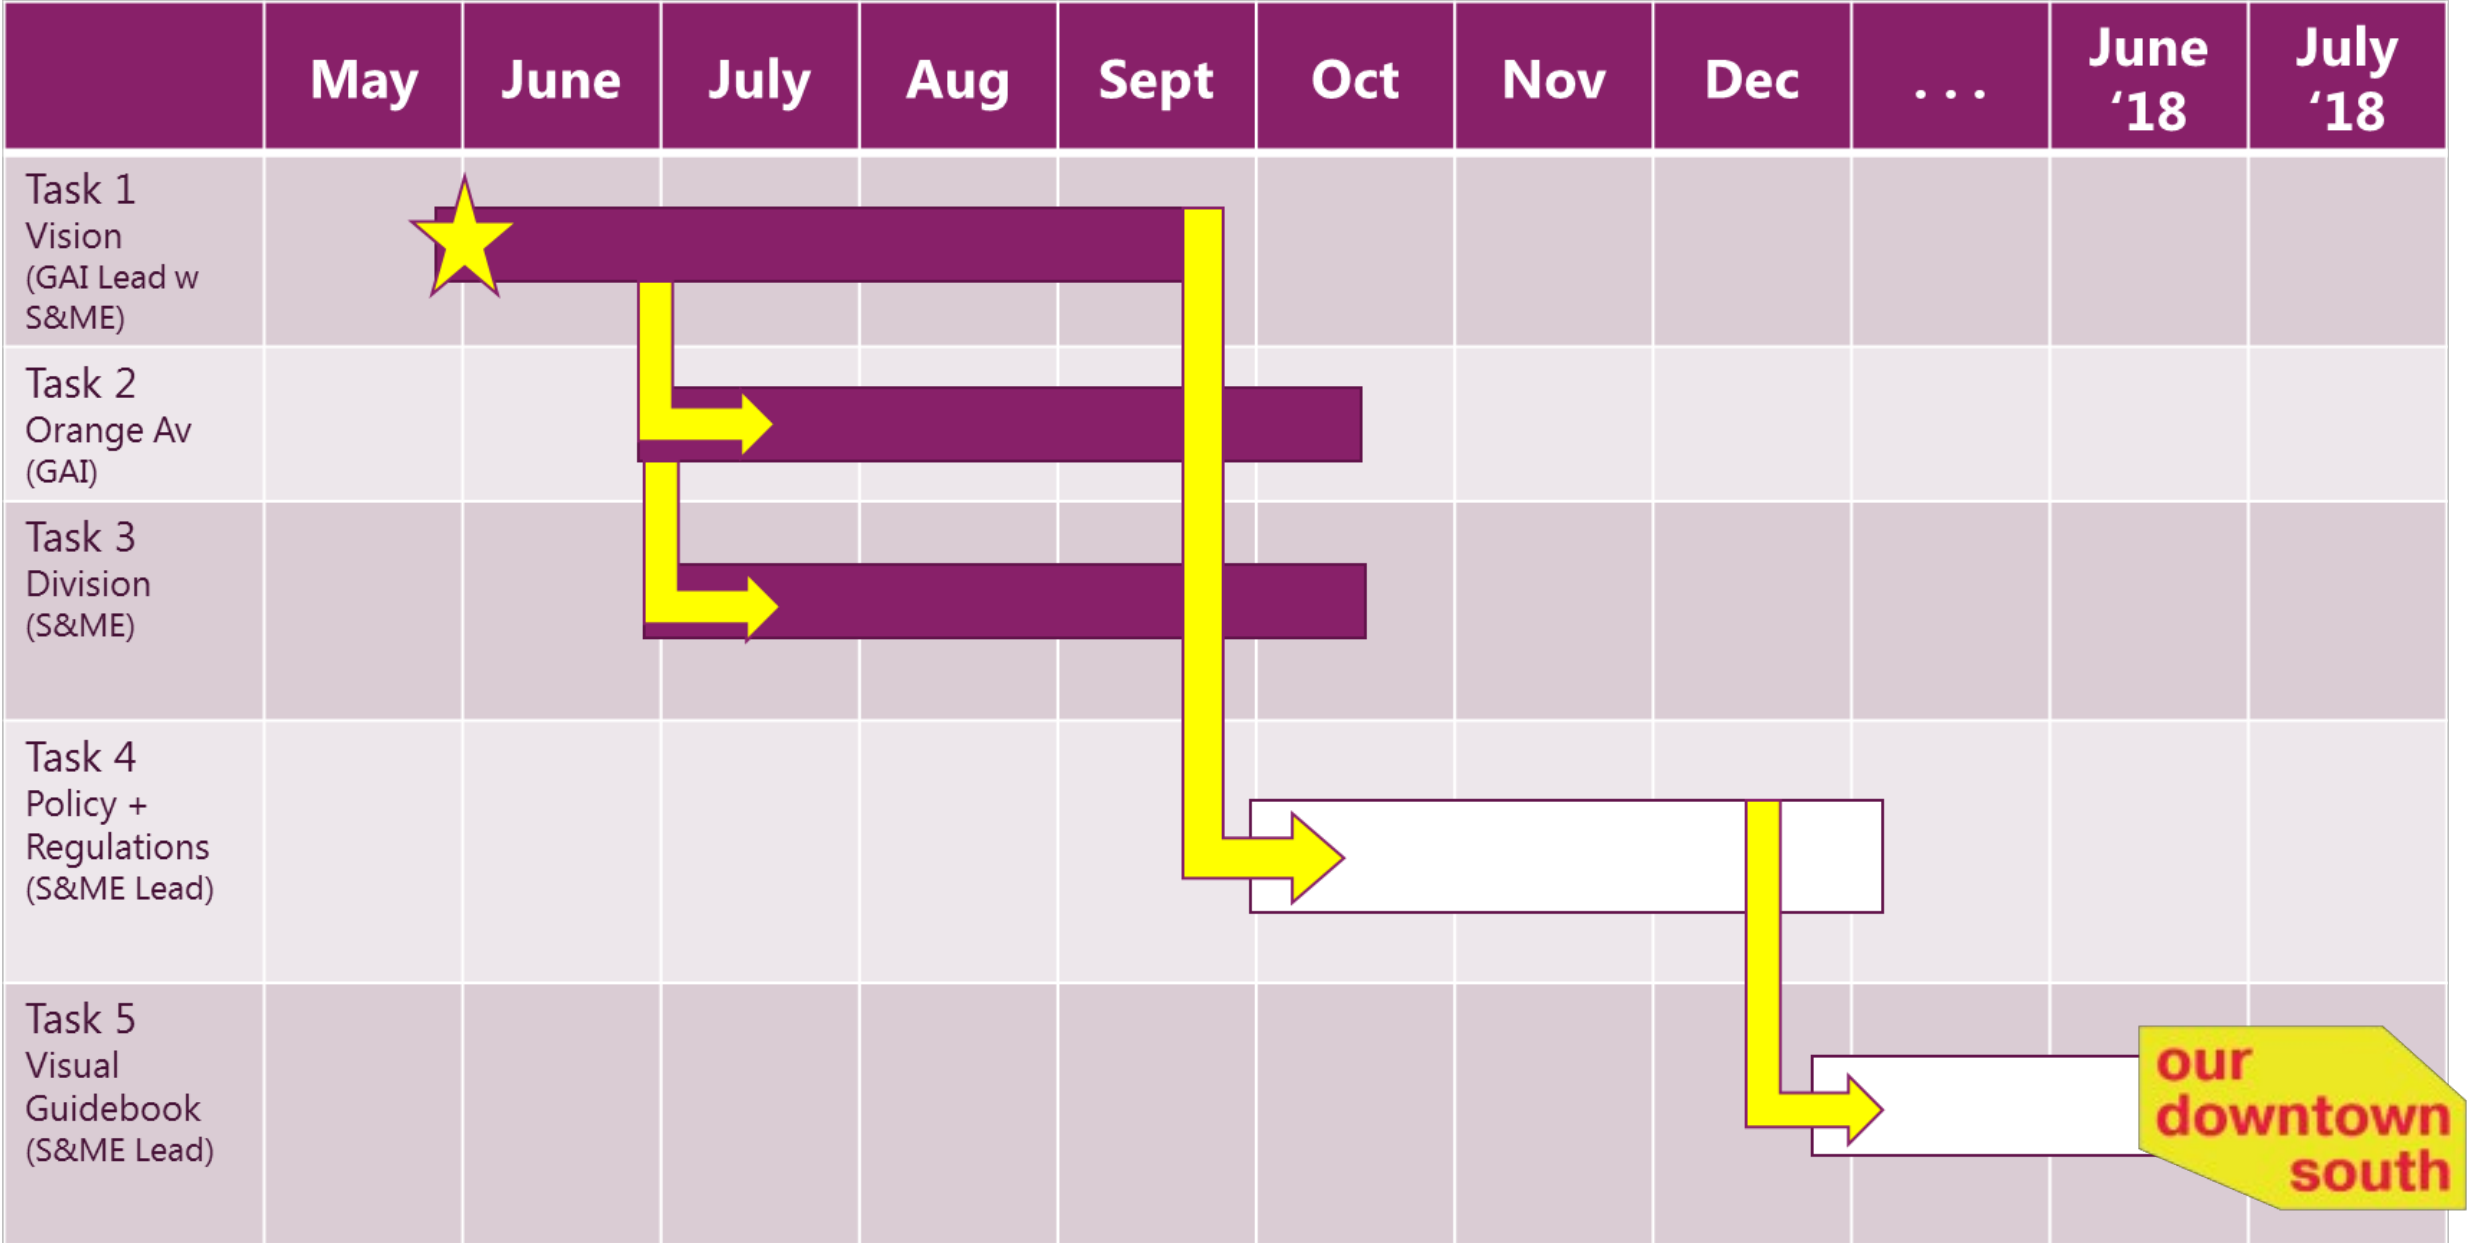 May June July Aug Sept Oct Nov Dec . . . June ‘18 July ‘18
Task 1
Vision
(GAI Lead w
S&ME)
Task 2
Orange Av
(GAI)
Task 3
Division
(S&ME)
Task 4
Policy +
Regulations
(S&ME Lead)
Task 5
Visual
Guidebook
(S&ME Lead)
our
downtown
south